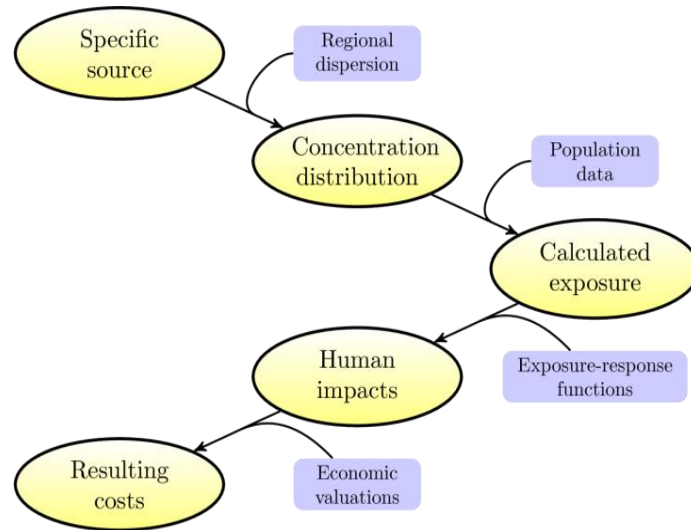 Specific
source
Regional
dispersion
Concentration
distribution
Population
data
Calculated
exposure
Exposure-response
functions
Human
impacts
Economic
valuations
Resulting
costs